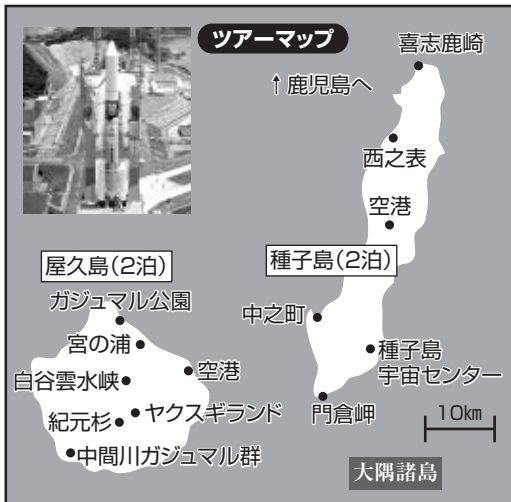 ツアーマップ
喜志鹿崎
↑鹿児島へ
西之表
空港
種子島(2泊)
中之町
種子島
宇宙センター
門倉岬
10km
大隅諸島
屋久島(2泊)
ガジュマル公園
宮の浦
空港
白谷雲水峡
ヤクスギランド
紀元杉
中間川ガジュマル群